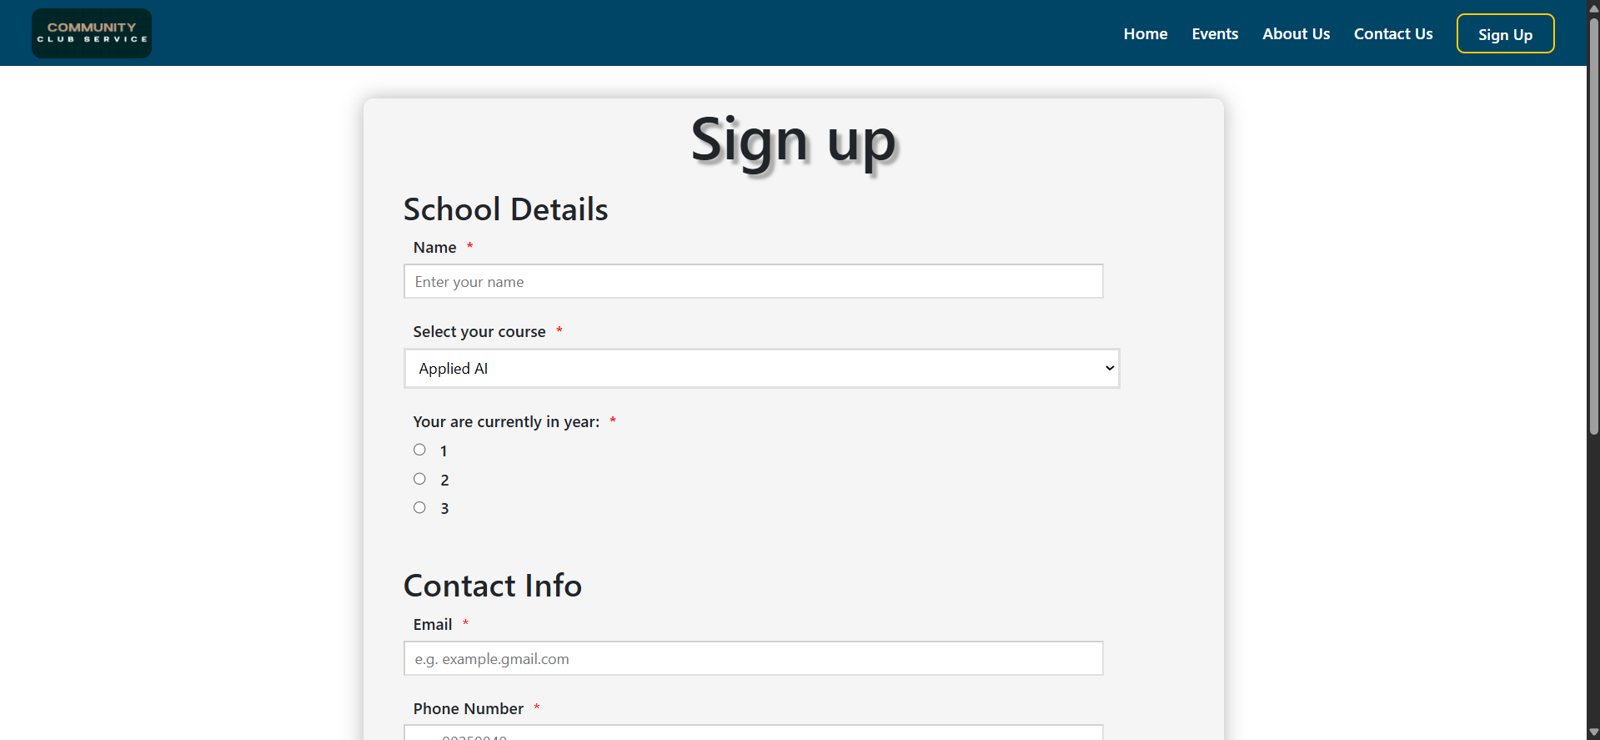 COMMUNITY
CLUB SERVICE
Home Events About Us Contact Us Sign Up
Sign up
School Details
Name *
Enter your name
Select your course *
Applied AI
Your are currently in year: *
1
2
3
Contact Info
Email *
e.g. example.gmail.com
Phone Number *